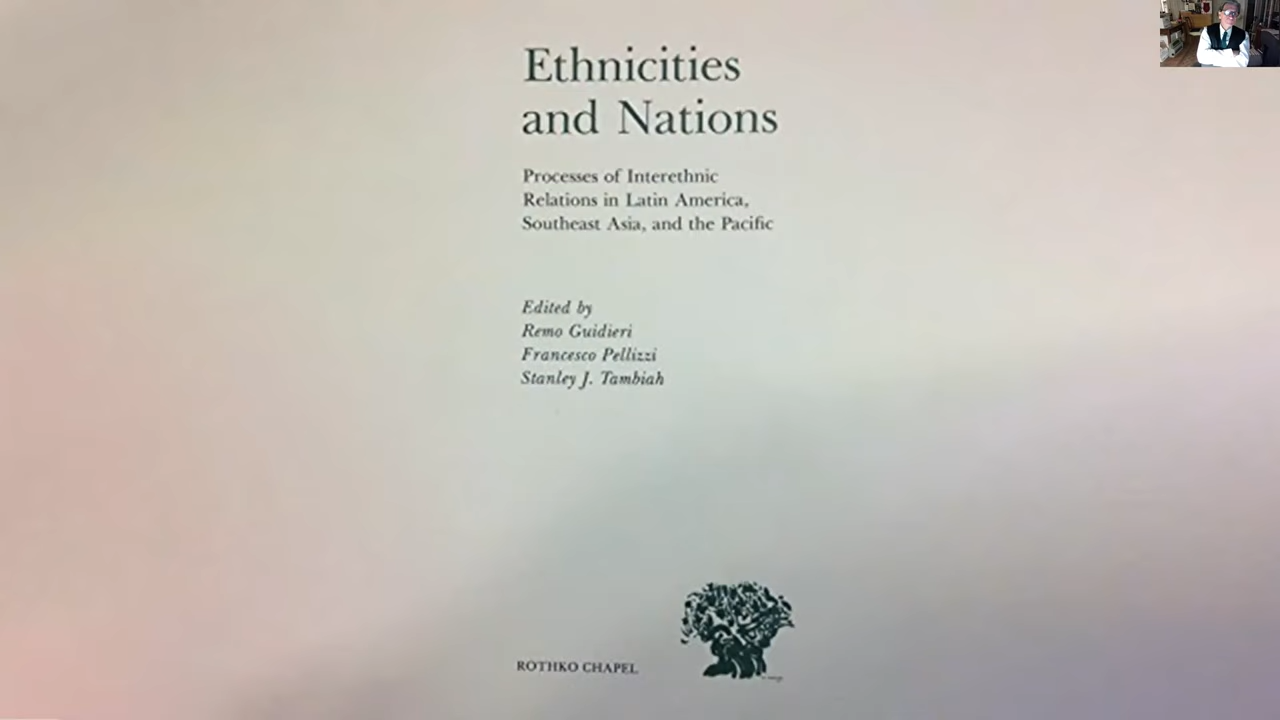 Ethnicities
and Nations
Processes of Interethnic
Relations in Latin America,
Southeast Asia, and the Pacific
Edited by
Remo Guidieri
Francesco Pellizzi
Stanley J. Tambiah
ROTHKO CHAPEL